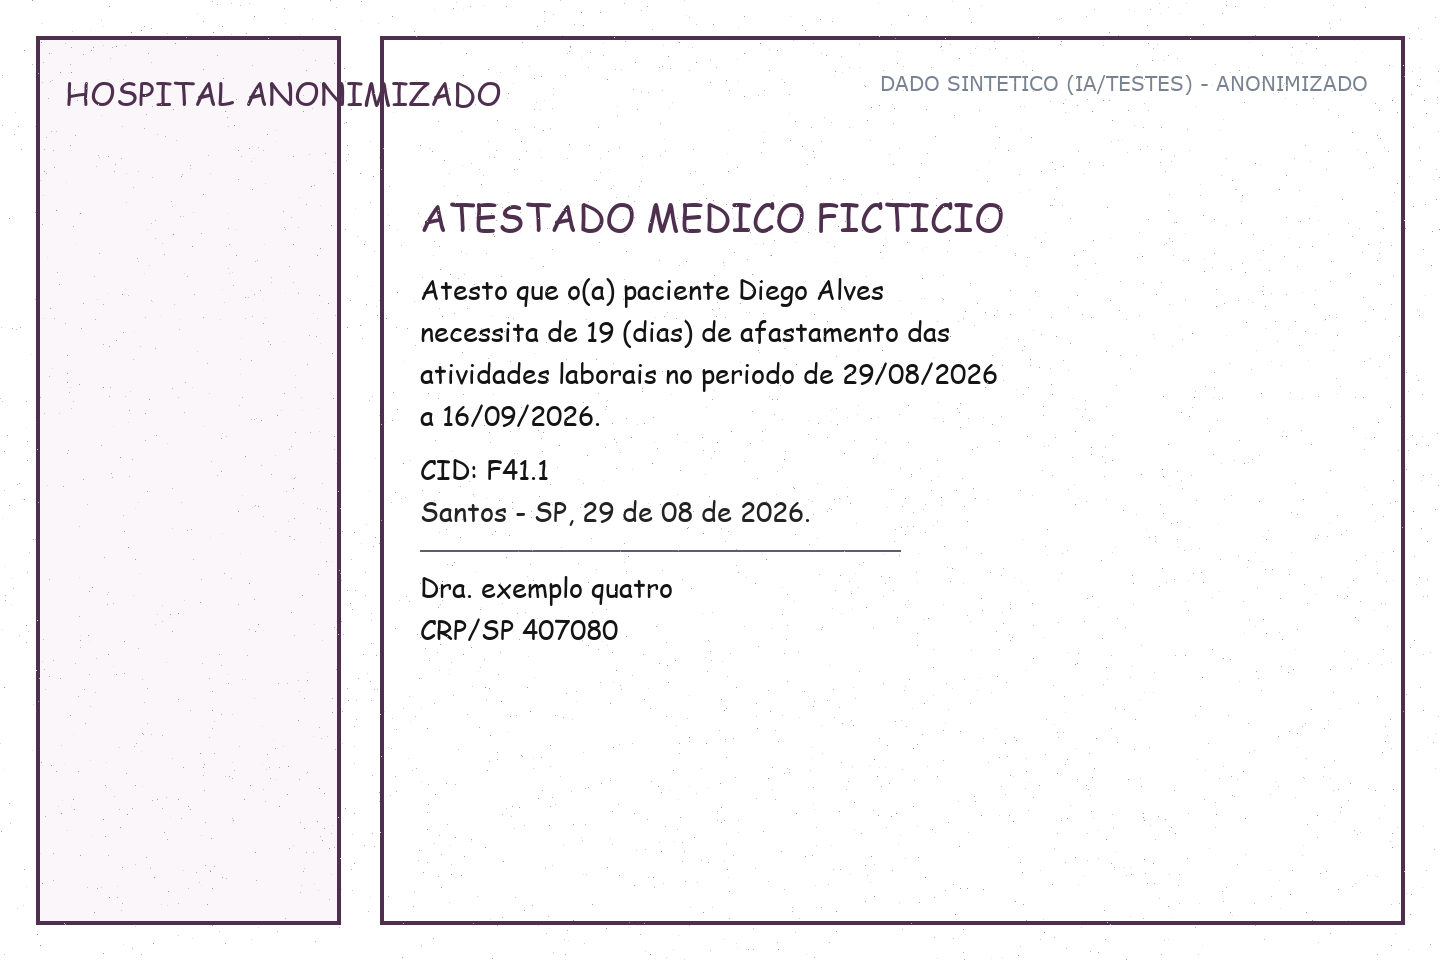 HOSPITAL ANONIMIZADO
DADO SINTETICO (IA/TESTES) - ANONIMIZADO
ATESTADO MEDICO FICTICIO
Atesto que o(a) paciente Diego Alves
necessita de 19 (dias) de afastamento das
atividades laborais no periodo de 29/08/2026
a 16/09/2026.
CID: F41.1
Santos - SP, 29 de 08 de 2026.
Dra. exemplo quatro
CRP/SP 407080